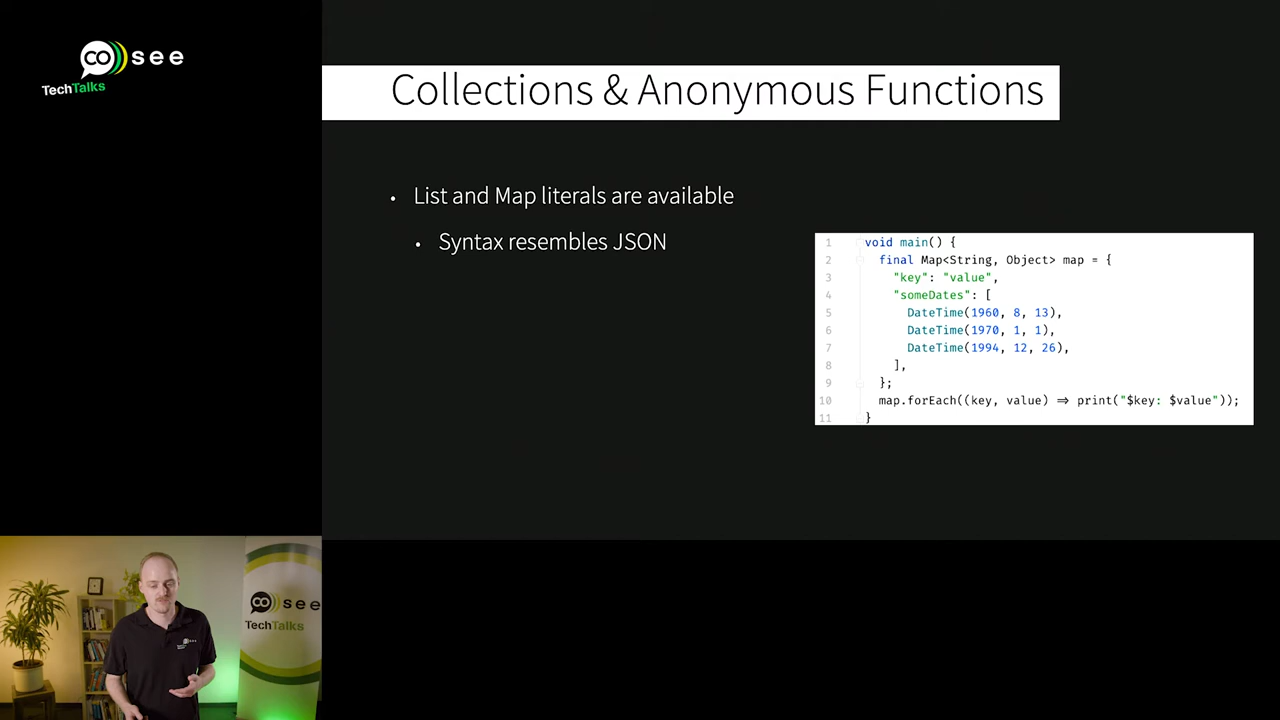 co see
TechTalks
Collections & Anonymous Functions
• List and Map literals are available
• Syntax resembles JSON
1 void main() {
2 final Map<String, Object> map = {
3 "key": "value",
4 "someDates": [
5 DateTime(1960, 8, 13),
6 DateTime(1970, 1, 1),
7 DateTime(1994, 12, 26),
8 ],
9 };
10 map.forEach((key, value) => print("$key: $value"));
11 }
co see
TechTalks
co see